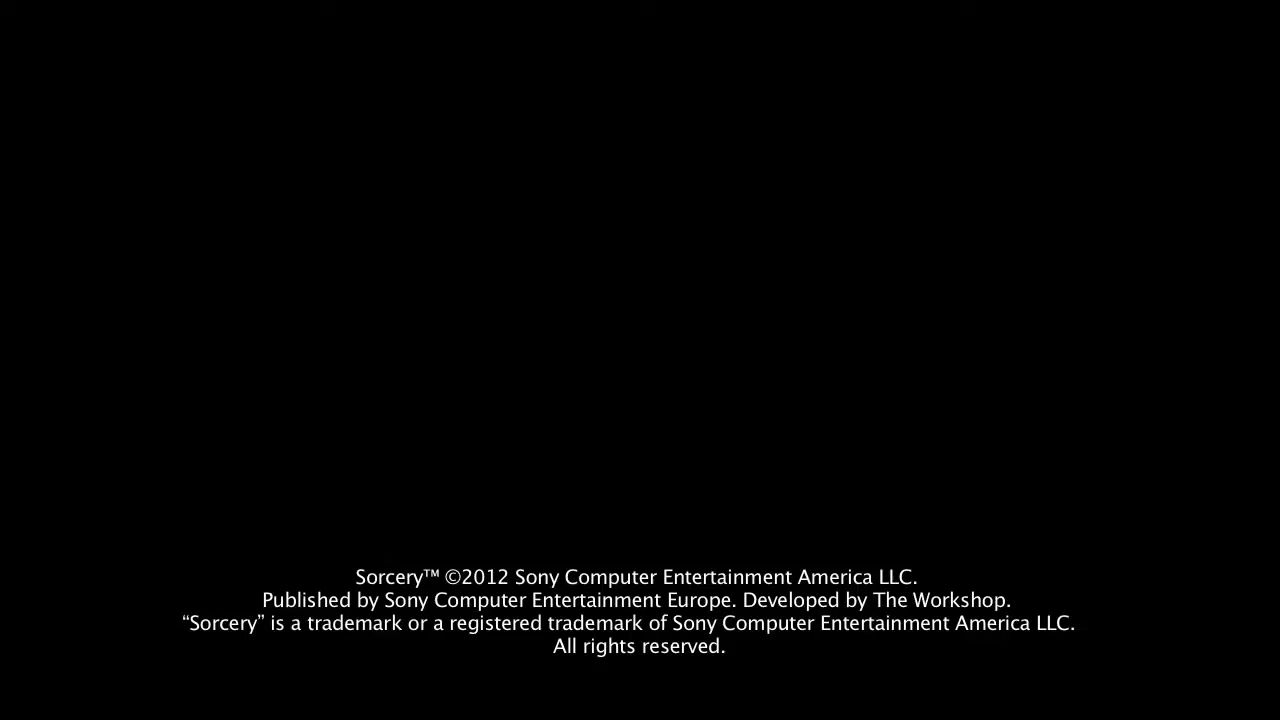 Sorcery™ ©2012 Sony Computer Entertainment America LLC.
Published by Sony Computer Entertainment Europe. Developed by The Workshop.
“Sorcery” is a trademark or a registered trademark of Sony Computer Entertainment America LLC.
All rights reserved.